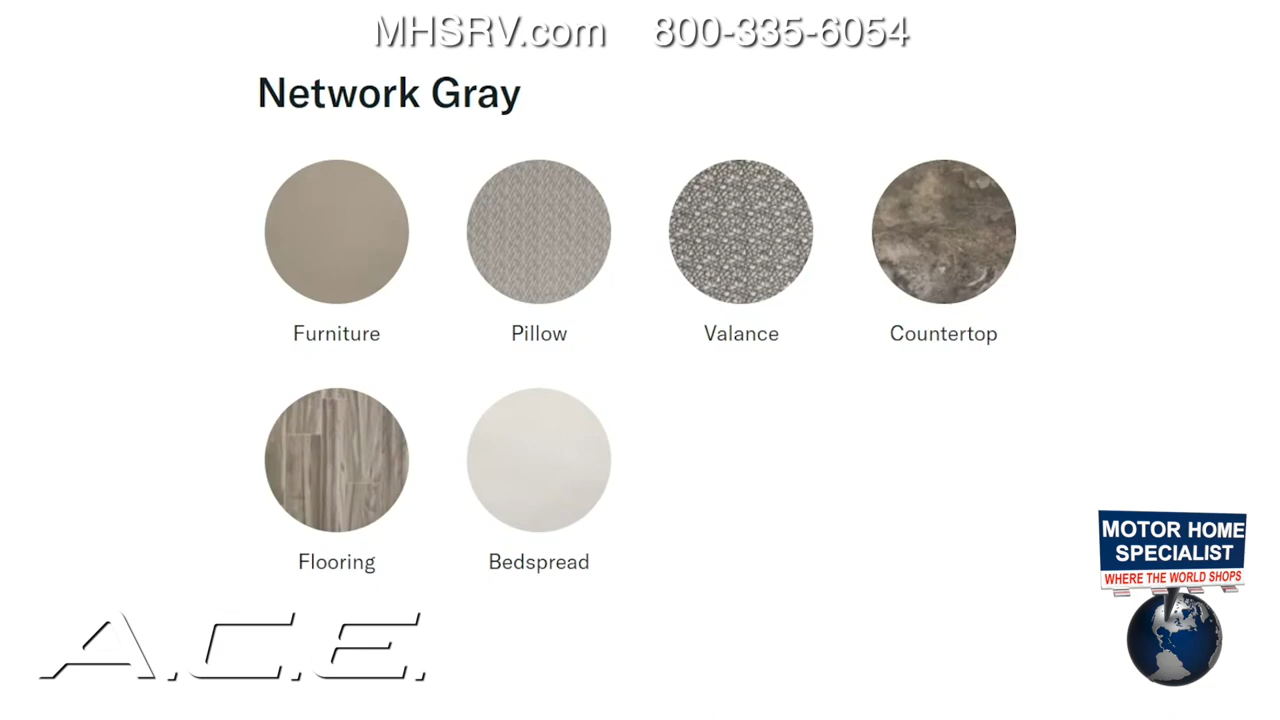 MHSRV.com 800-335-6054
Network Gray
Furniture
Pillow
Valance
Countertop
Flooring
Bedspread
A.C.E.
MOTOR HOME
SPECIALIST
WHERE THE WORLD SHOPS